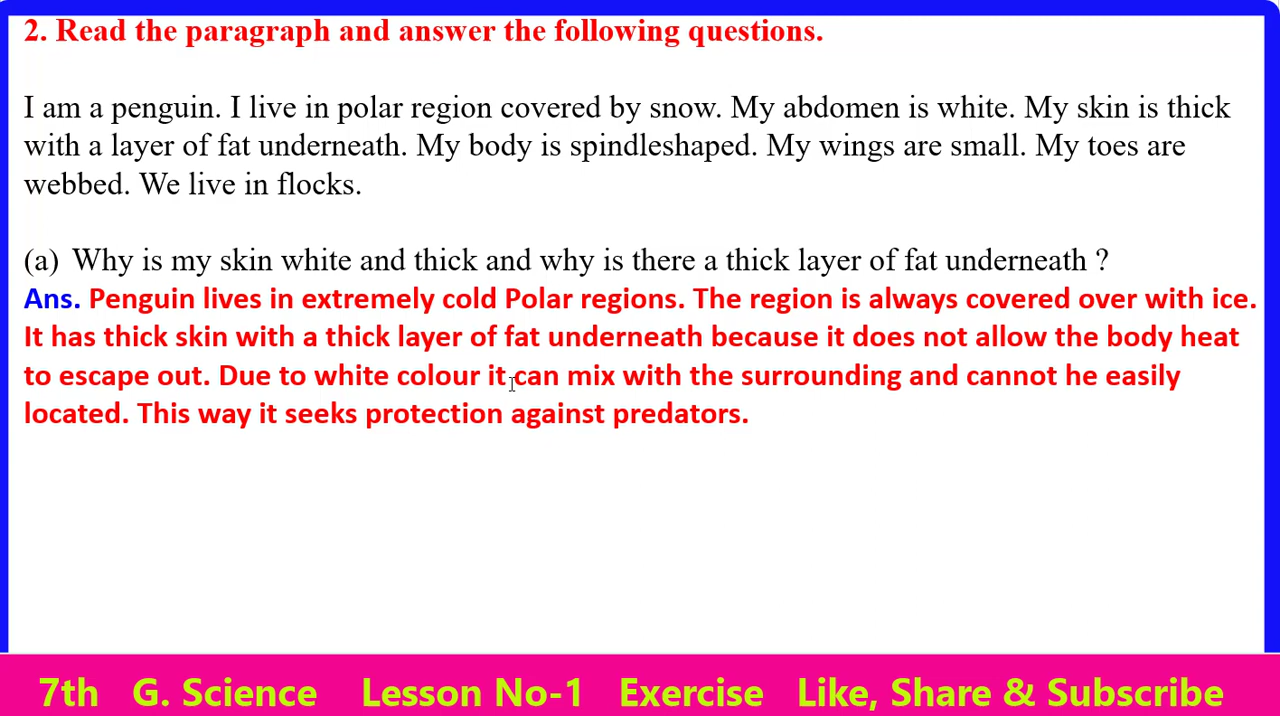 2. Read the paragraph and answer the following questions.
I am a penguin. I live in polar region covered by snow. My abdomen is white. My skin is thick
with a layer of fat underneath. My body is spindleshaped. My wings are small. My toes are
webbed. We live in flocks.
(a) Why is my skin white and thick and why is there a thick layer of fat underneath ?
Ans. Penguin lives in extremely cold Polar regions. The region is always covered over with ice.
It has thick skin with a thick layer of fat underneath because it does not allow the body heat
to escape out. Due to white colour it can mix with the surrounding and cannot he easily
located. This way it seeks protection against predators.
7th G. Science Lesson No-1 Exercise Like, Share & Subscribe